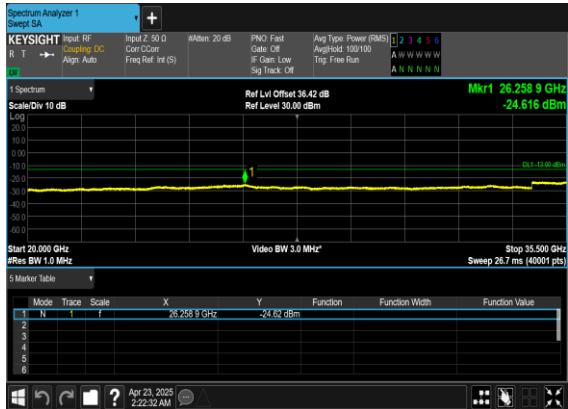 Spectrum Analyzer 1
Swept SA
+
KEYSIGHT
R T
LU
Input: RF
Coupling: DC
Align: Auto
Input Z: 50 Ω
Corr CCorr
Freq Ref: Int (S)
#Atten: 20 dB
PNO: Fast
Gate: Off
IF Gain: Low
Sig Track: Off
Avg Type: Power (RMS)
Avg|Hold: 100/100
Trig: Free Run
1 2 3 4 5 6
A W W W W W
A N N N N N
1 Spectrum
Scale/Div 10 dB
Ref Lvl Offset 36.42 dB
Ref Level 30.00 dBm
Mkr1 26.258 9 GHz
-24.616 dBm
Log
20.0
10.0
0.00
-10.0
-20.0
-30.0
-40.0
-50.0
-60.0
1
DL1 -13.00 dBm
Start 20.000 GHz
#Res BW 1.0 MHz
Video BW 3.0 MHz*
Stop 35.500 GHz
Sweep 26.7 ms (40001 pts)
5 Marker Table
Mode Trace Scale X Y Function Function Width Function Value
1 N 1 f 26.258 9 GHz -24.62 dBm
2
3
4
5
6
?
Apr 23, 2025
2:22:32 AM